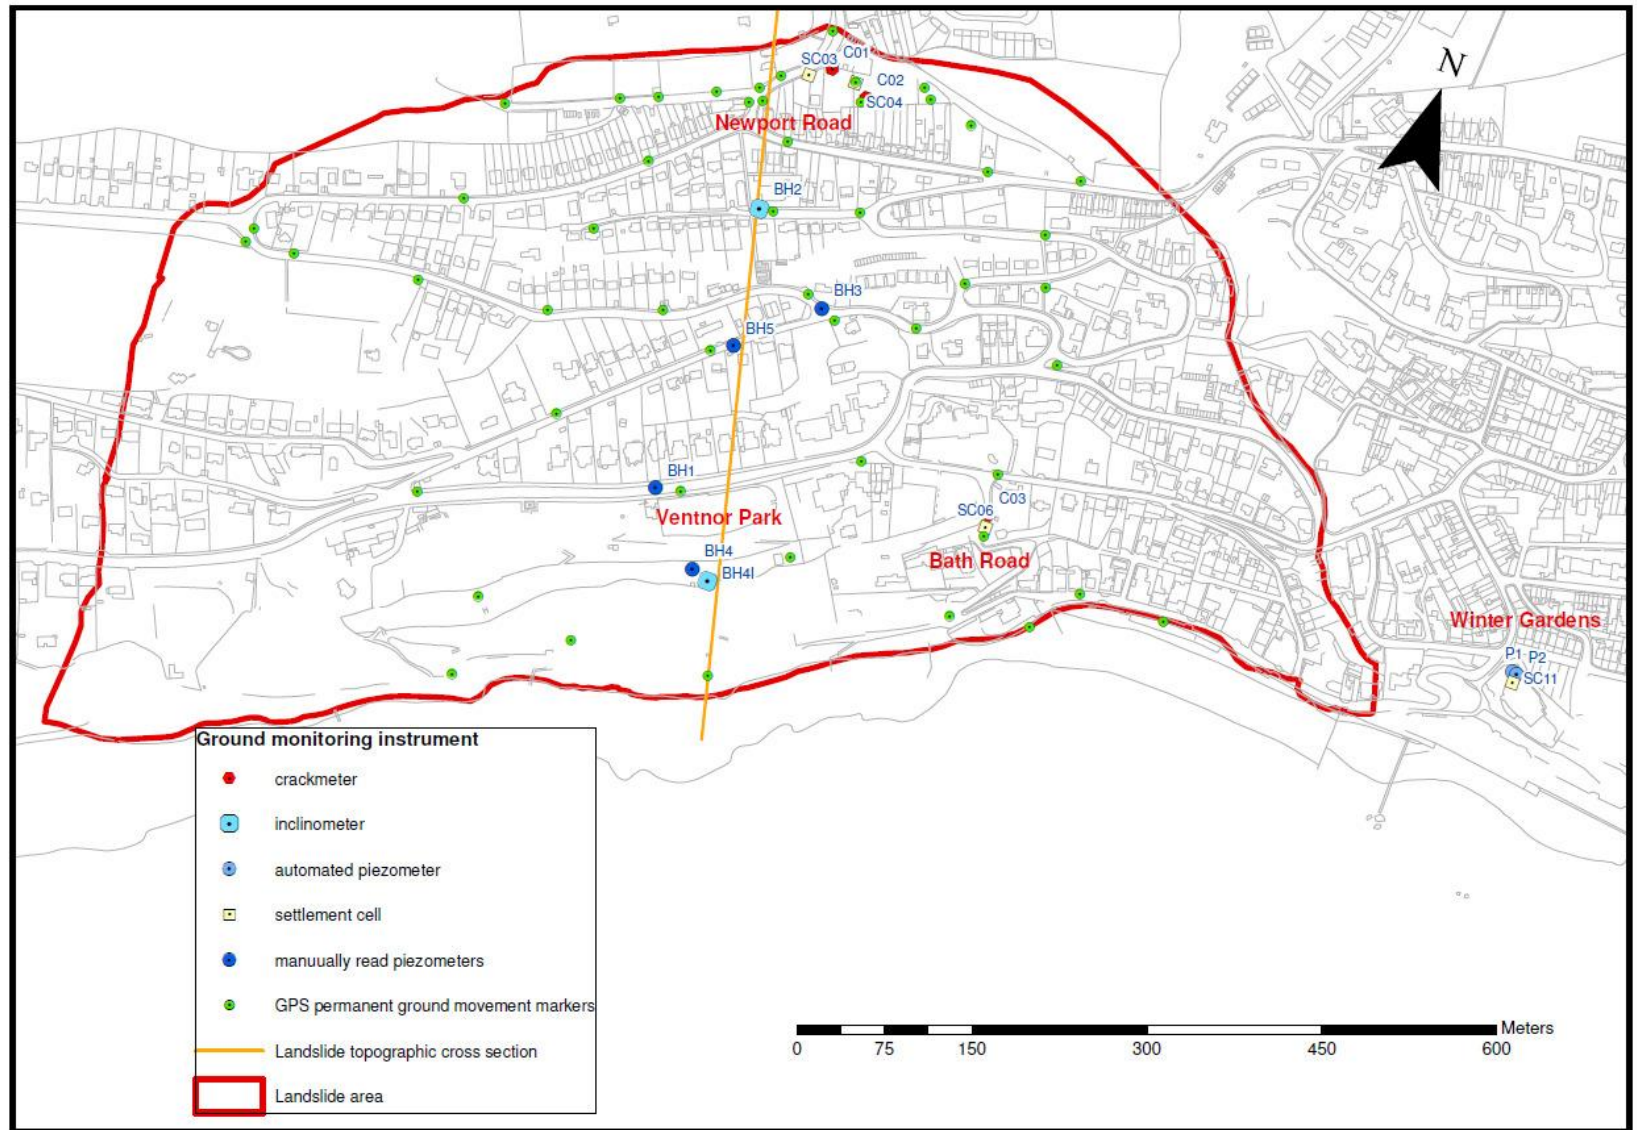 N
SC03
C01
C02
SC04
Newport Road
BH2
BH3
BH5
BH1
Ventnor Park
C03
SC06
BH4
BH4I
Bath Road
Winter Gardens
P1 P2
SC11
Ground monitoring instrument
crackmeter
inclinometer
automated piezometer
settlement cell
manuually read piezometers
GPS permanent ground movement markers
Landslide topographic cross section
Landslide area
Meters
0 75 150 300 450 600